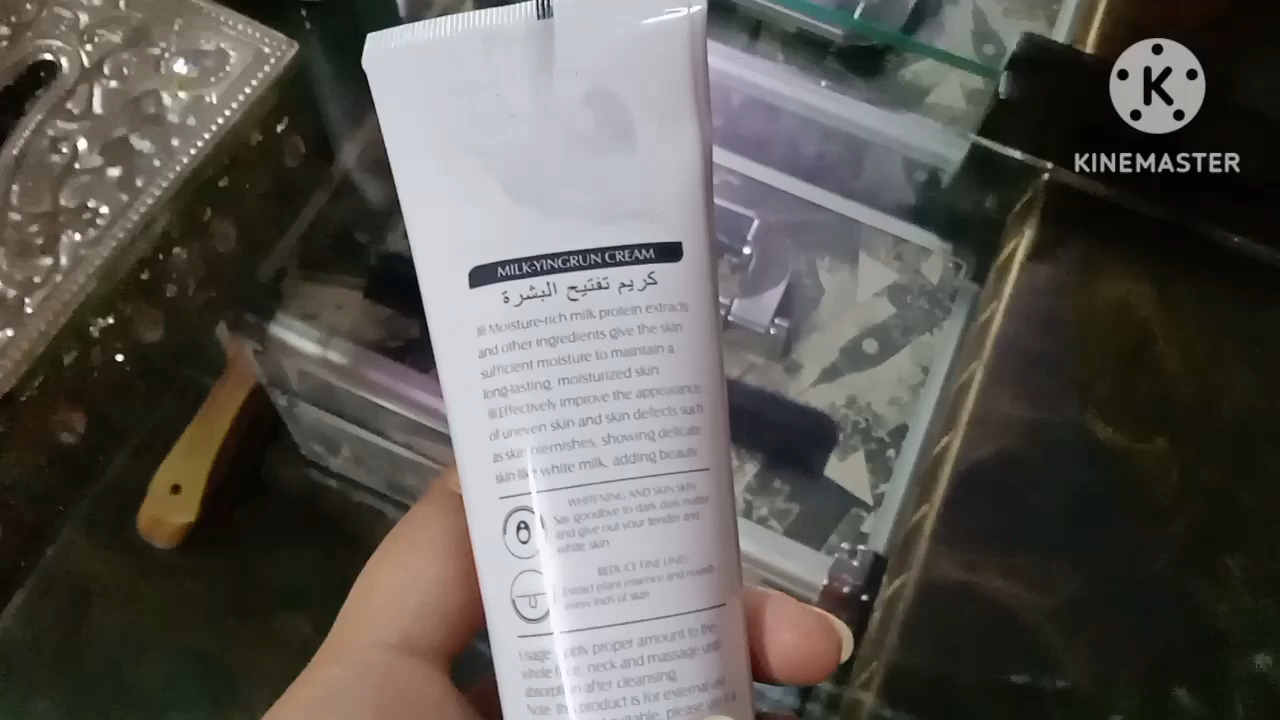 KINEMASTER
MILK-YINGRUN CREAM
كريم تفتيح البشرة
※Moisture-rich milk protein extracts
and other ingredients give the skin
sufficient moisture to maintain a
long-lasting, moisturized skin
※Effectively improve the appearance
of uneven skin and skin defects such
as skin blemishes, showing delicate
skin like white milk, adding beauty
WHITENING AND SKIN SKIN
Say goodbye to dark dark matter
and give out your tender and
white skin
REDUCE FINE LINES
Extract plant essence and nourish
every inch of skin
Usage: Apply proper amount to the
whole face, neck and massage until
absorption after cleansing.
Note: this product is for external use
suitable, please